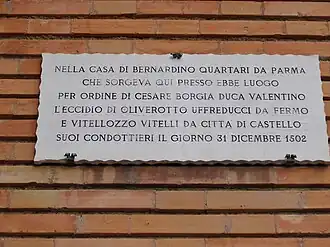 NELLA CASA DI BERNARDINO QUARTARI DA PARMA
CHE SORGEVA QUI PRESSO EBBE LUOGO
PER ORDINE DI CESARE BORGIA DUCA VALENTINO
L'ECCIDIO DI OLIVEROTTO UFFREDUCCI DA FERMO
E VITELLOZZO VITELLI DA CITTÀ DI CASTELLO
SUOI CONDOTTIERI IL GIORNO 31 DICEMBRE 1502